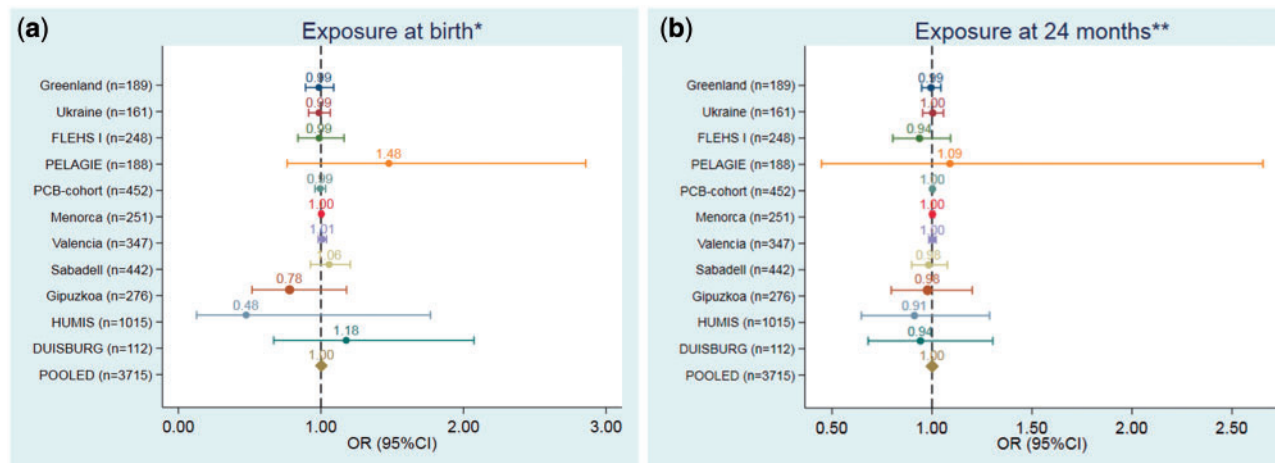 (a) Exposure at birth*
0.99
Greenland (n=189)
0.99
Ukraine (n=161)
0.99
FLEHS I (n=248)
1.48
PELAGIE (n=188)
0.99
PCB-cohort (n=452)
1.00
Menorca (n=251)
1.01
Valencia (n=347)
1.06
Sabadell (n=442)
0.78
Gipuzkoa (n=276)
0.48
HUMIS (n=1015)
1.18
DUISBURG (n=112)
1.00
POOLED (n=3715)
0.00 1.00 2.00 3.00
OR (95%CI)
(b) Exposure at 24 months**
0.99
Greenland (n=189)
1.00
Ukraine (n=161)
0.94
FLEHS I (n=248)
1.09
PELAGIE (n=188)
1.00
PCB-cohort (n=452)
1.00
Menorca (n=251)
1.00
Valencia (n=347)
0.98
Sabadell (n=442)
0.98
Gipuzkoa (n=276)
0.91
HUMIS (n=1015)
0.94
DUISBURG (n=112)
1.00
POOLED (n=3715)
0.50 1.00 1.50 2.00 2.50
OR (95%CI)